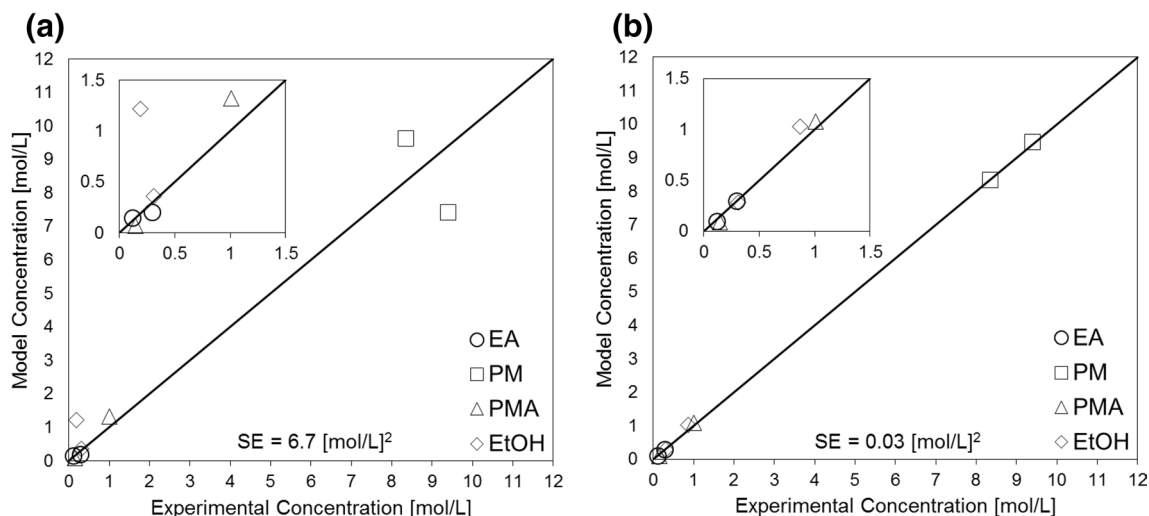 (a)
12
11
10
9
8
7
6
5
4
3
2
1
0
Model Concentration [mol/L]
1.5
1
0.5
0
0 0.5 1 1.5
EA
PM
PMA
EtOH
SE = 6.7 [mol/L]²
0 1 2 3 4 5 6 7 8 9 10 11 12
Experimental Concentration [mol/L]
(b)
12
11
10
9
8
7
6
5
4
3
2
1
0
Model Concentration [mol/L]
1.5
1
0.5
0
0 0.5 1 1.5
EA
PM
PMA
EtOH
SE = 0.03 [mol/L]²
0 1 2 3 4 5 6 7 8 9 10 11 12
Experimental Concentration [mol/L]